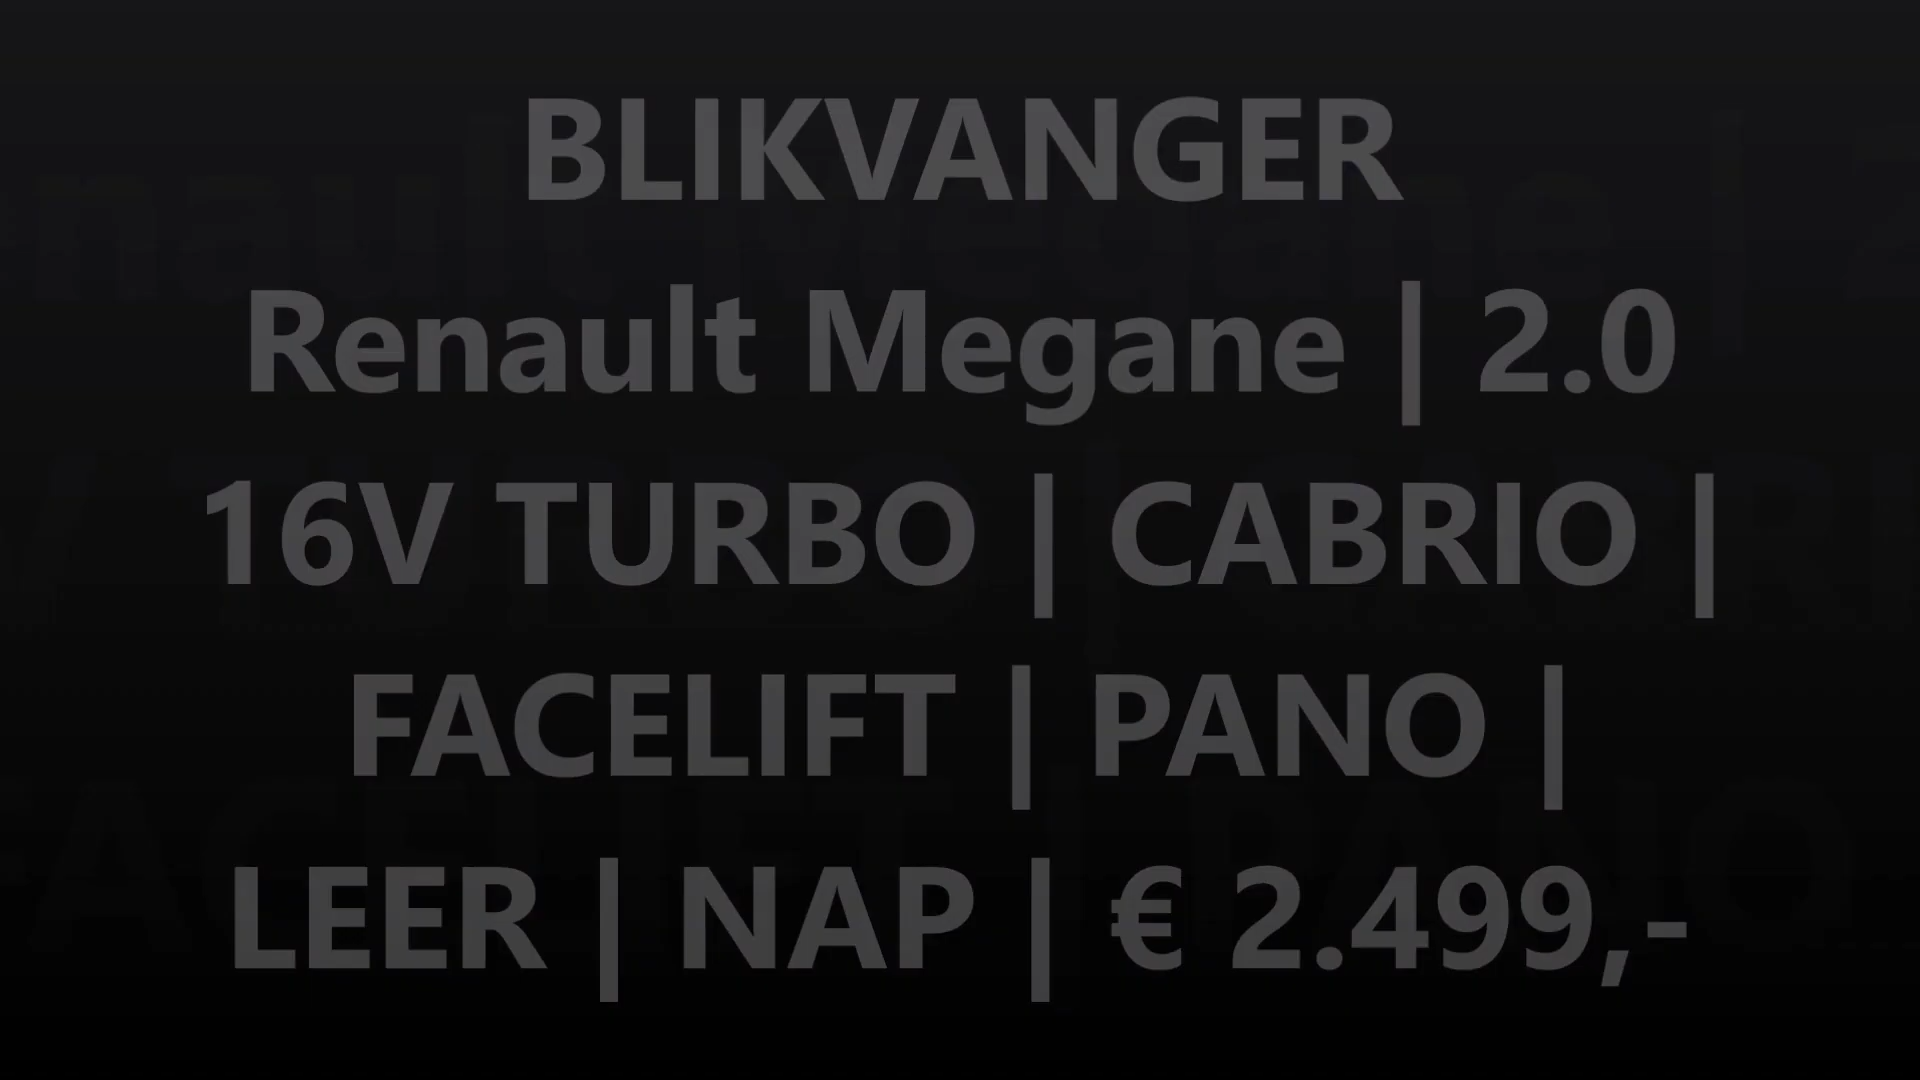 BLIKVANGER
Renault Megane | 2.0
16V TURBO | CABRIO |
FACELIFT | PANO |
LEER | NAP | € 2.499,-